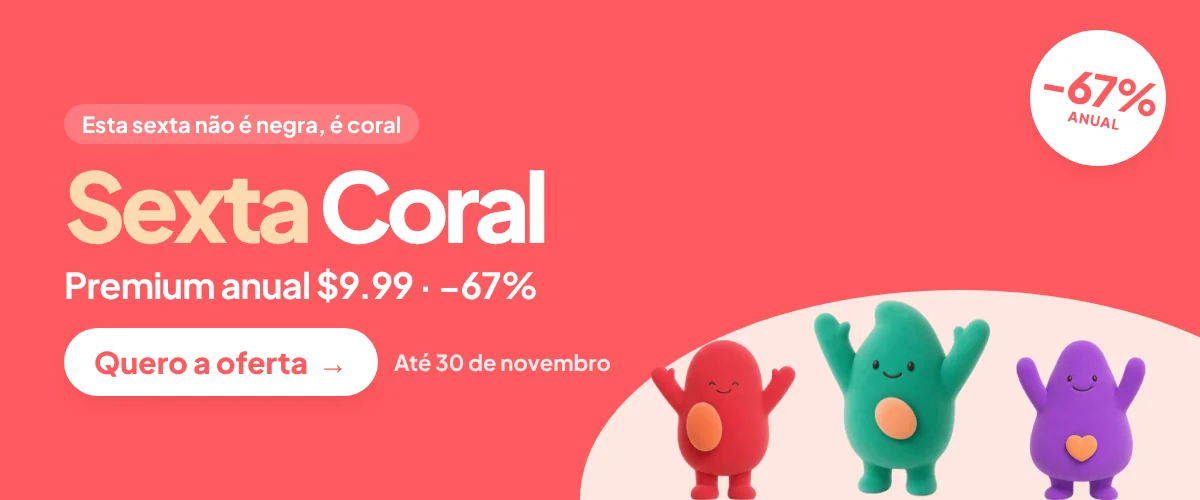 Esta sexta não é negra, é coral
Sexta Coral
Premium anual $9.99 · −67%
Quero a oferta →
Até 30 de novembro
−67%
ANUAL